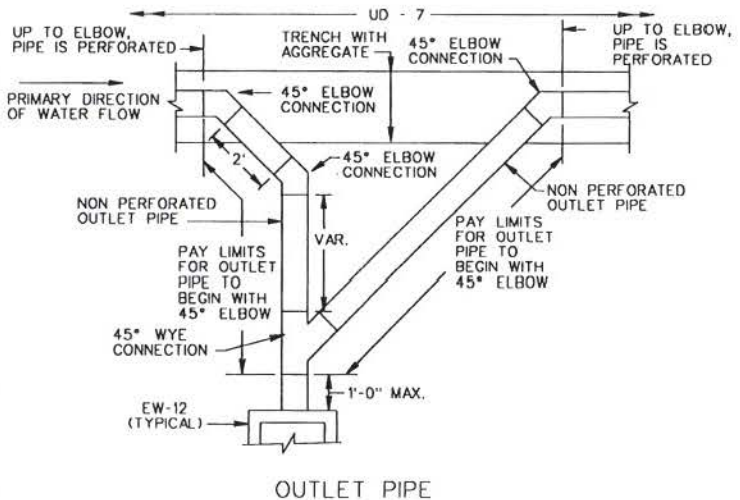 UD - 7
UP TO ELBOW,
PIPE IS PERFORATED
TRENCH WITH
AGGREGATE
45° ELBOW
CONNECTION
UP TO ELBOW,
PIPE IS
PERFORATED
PRIMARY DIRECTION
OF WATER FLOW
45° ELBOW
CONNECTION
2'
45° ELBOW
CONNECTION
NON PERFORATED
OUTLET PIPE
NON PERFORATED
OUTLET PIPE
VAR.
PAY LIMITS
FOR OUTLET
PIPE TO
BEGIN WITH
45° ELBOW
PAY LIMITS
FOR OUTLET
PIPE TO
BEGIN WITH
45° ELBOW
45° WYE
CONNECTION
1'-0" MAX.
EW-12
(TYPICAL)
OUTLET PIPE